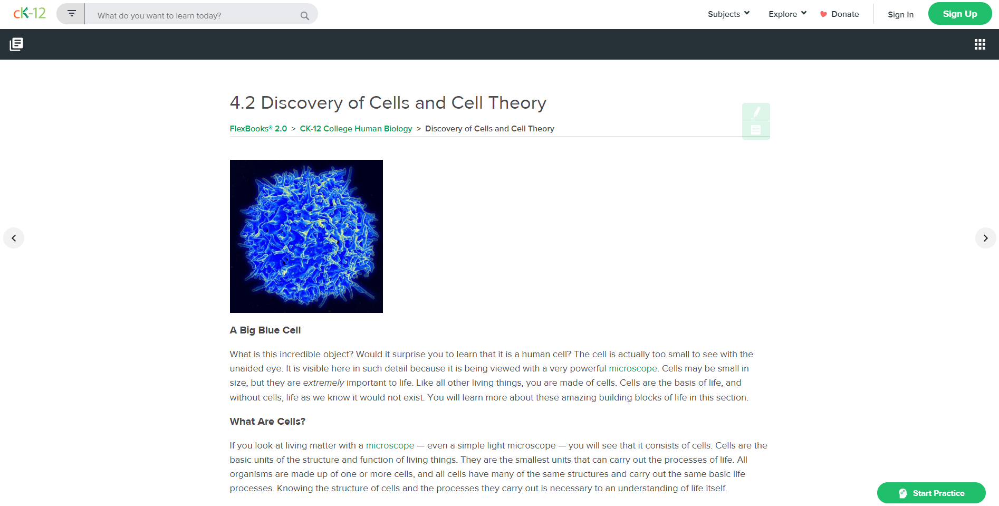 cK-12
What do you want to learn today?
Subjects
Explore
Donate
Sign In
Sign Up
4.2 Discovery of Cells and Cell Theory
FlexBooks® 2.0 > CK-12 College Human Biology > Discovery of Cells and Cell Theory
A Big Blue Cell
What is this incredible object? Would it surprise you to learn that it is a human cell? The cell is actually too small to see with the
unaided eye. It is visible here in such detail because it is being viewed with a very powerful microscope. Cells may be small in
size, but they are extremely important to life. Like all other living things, you are made of cells. Cells are the basis of life, and
without cells, life as we know it would not exist. You will learn more about these amazing building blocks of life in this section.
What Are Cells?
If you look at living matter with a microscope — even a simple light microscope — you will see that it consists of cells. Cells are the
basic units of the structure and function of living things. They are the smallest units that can carry out the processes of life. All
organisms are made up of one or more cells, and all cells have many of the same structures and carry out the same basic life
processes. Knowing the structure of cells and the processes they carry out is necessary to an understanding of life itself.
Start Practice